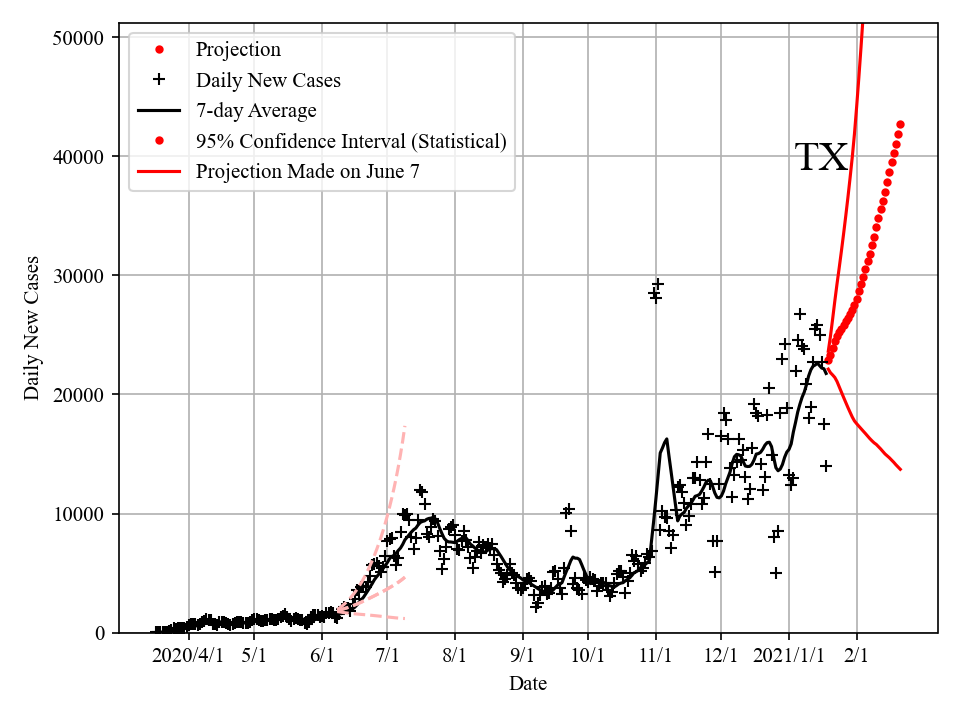 50000
40000
30000
20000
10000
0
Daily New Cases
Projection
Daily New Cases
7-day Average
95% Confidence Interval (Statistical)
Projection Made on June 7
TX
2020/4/1 5/1 6/1 7/1 8/1 9/1 10/1 11/1 12/1 2021/1/1 2/1
Date